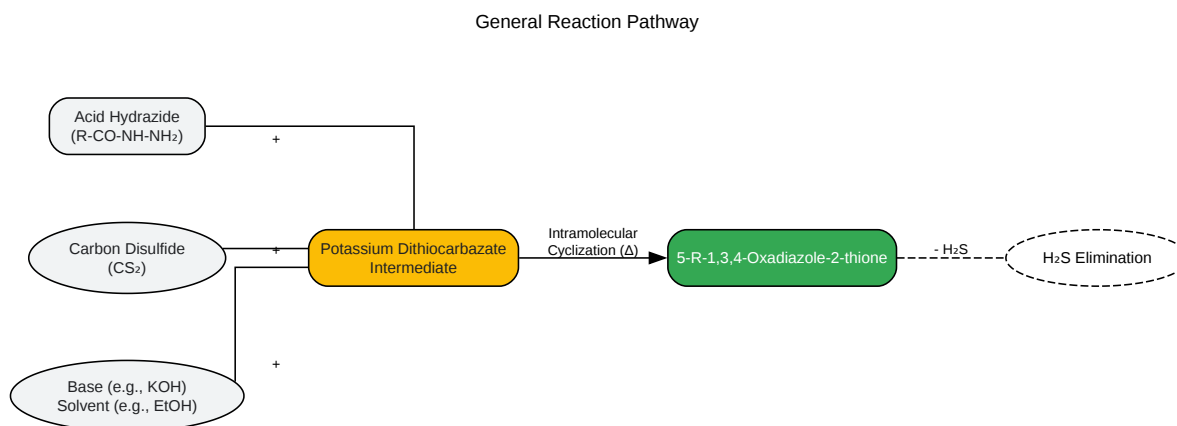 General Reaction Pathway
Acid Hydrazide
(R-CO-NH-NH₂)
+
Carbon Disulfide
(CS₂)
+
Potassium Dithiocarbazate
Intermediate
Intramolecular
Cyclization (Δ)
5-R-1,3,4-Oxadiazole-2-thione
- H₂S
H₂S Elimination
+
Base (e.g., KOH)
Solvent (e.g., EtOH)